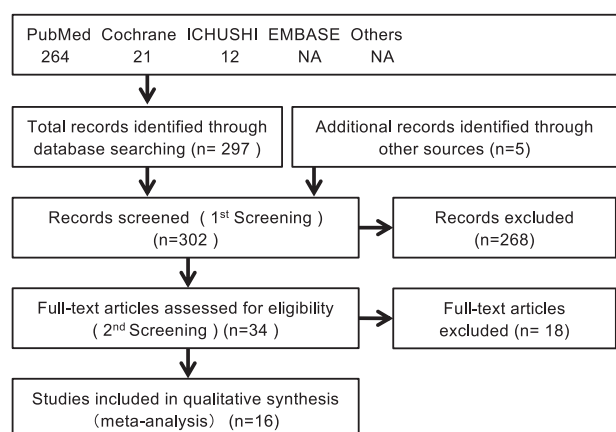 PubMed Cochrane ICHUSHI EMBASE Others
264 21 12 NA NA
Total records identified through
database searching (n= 297 )
Additional records identified through
other sources (n=5)
Records screened ( 1st Screening )
(n=302 )
Records excluded
(n=268)
Full-text articles assessed for eligibility
( 2nd Screening ) (n=34 )
Full-text articles
excluded (n= 18)
Studies included in qualitative synthesis
（meta-analysis） (n=16)